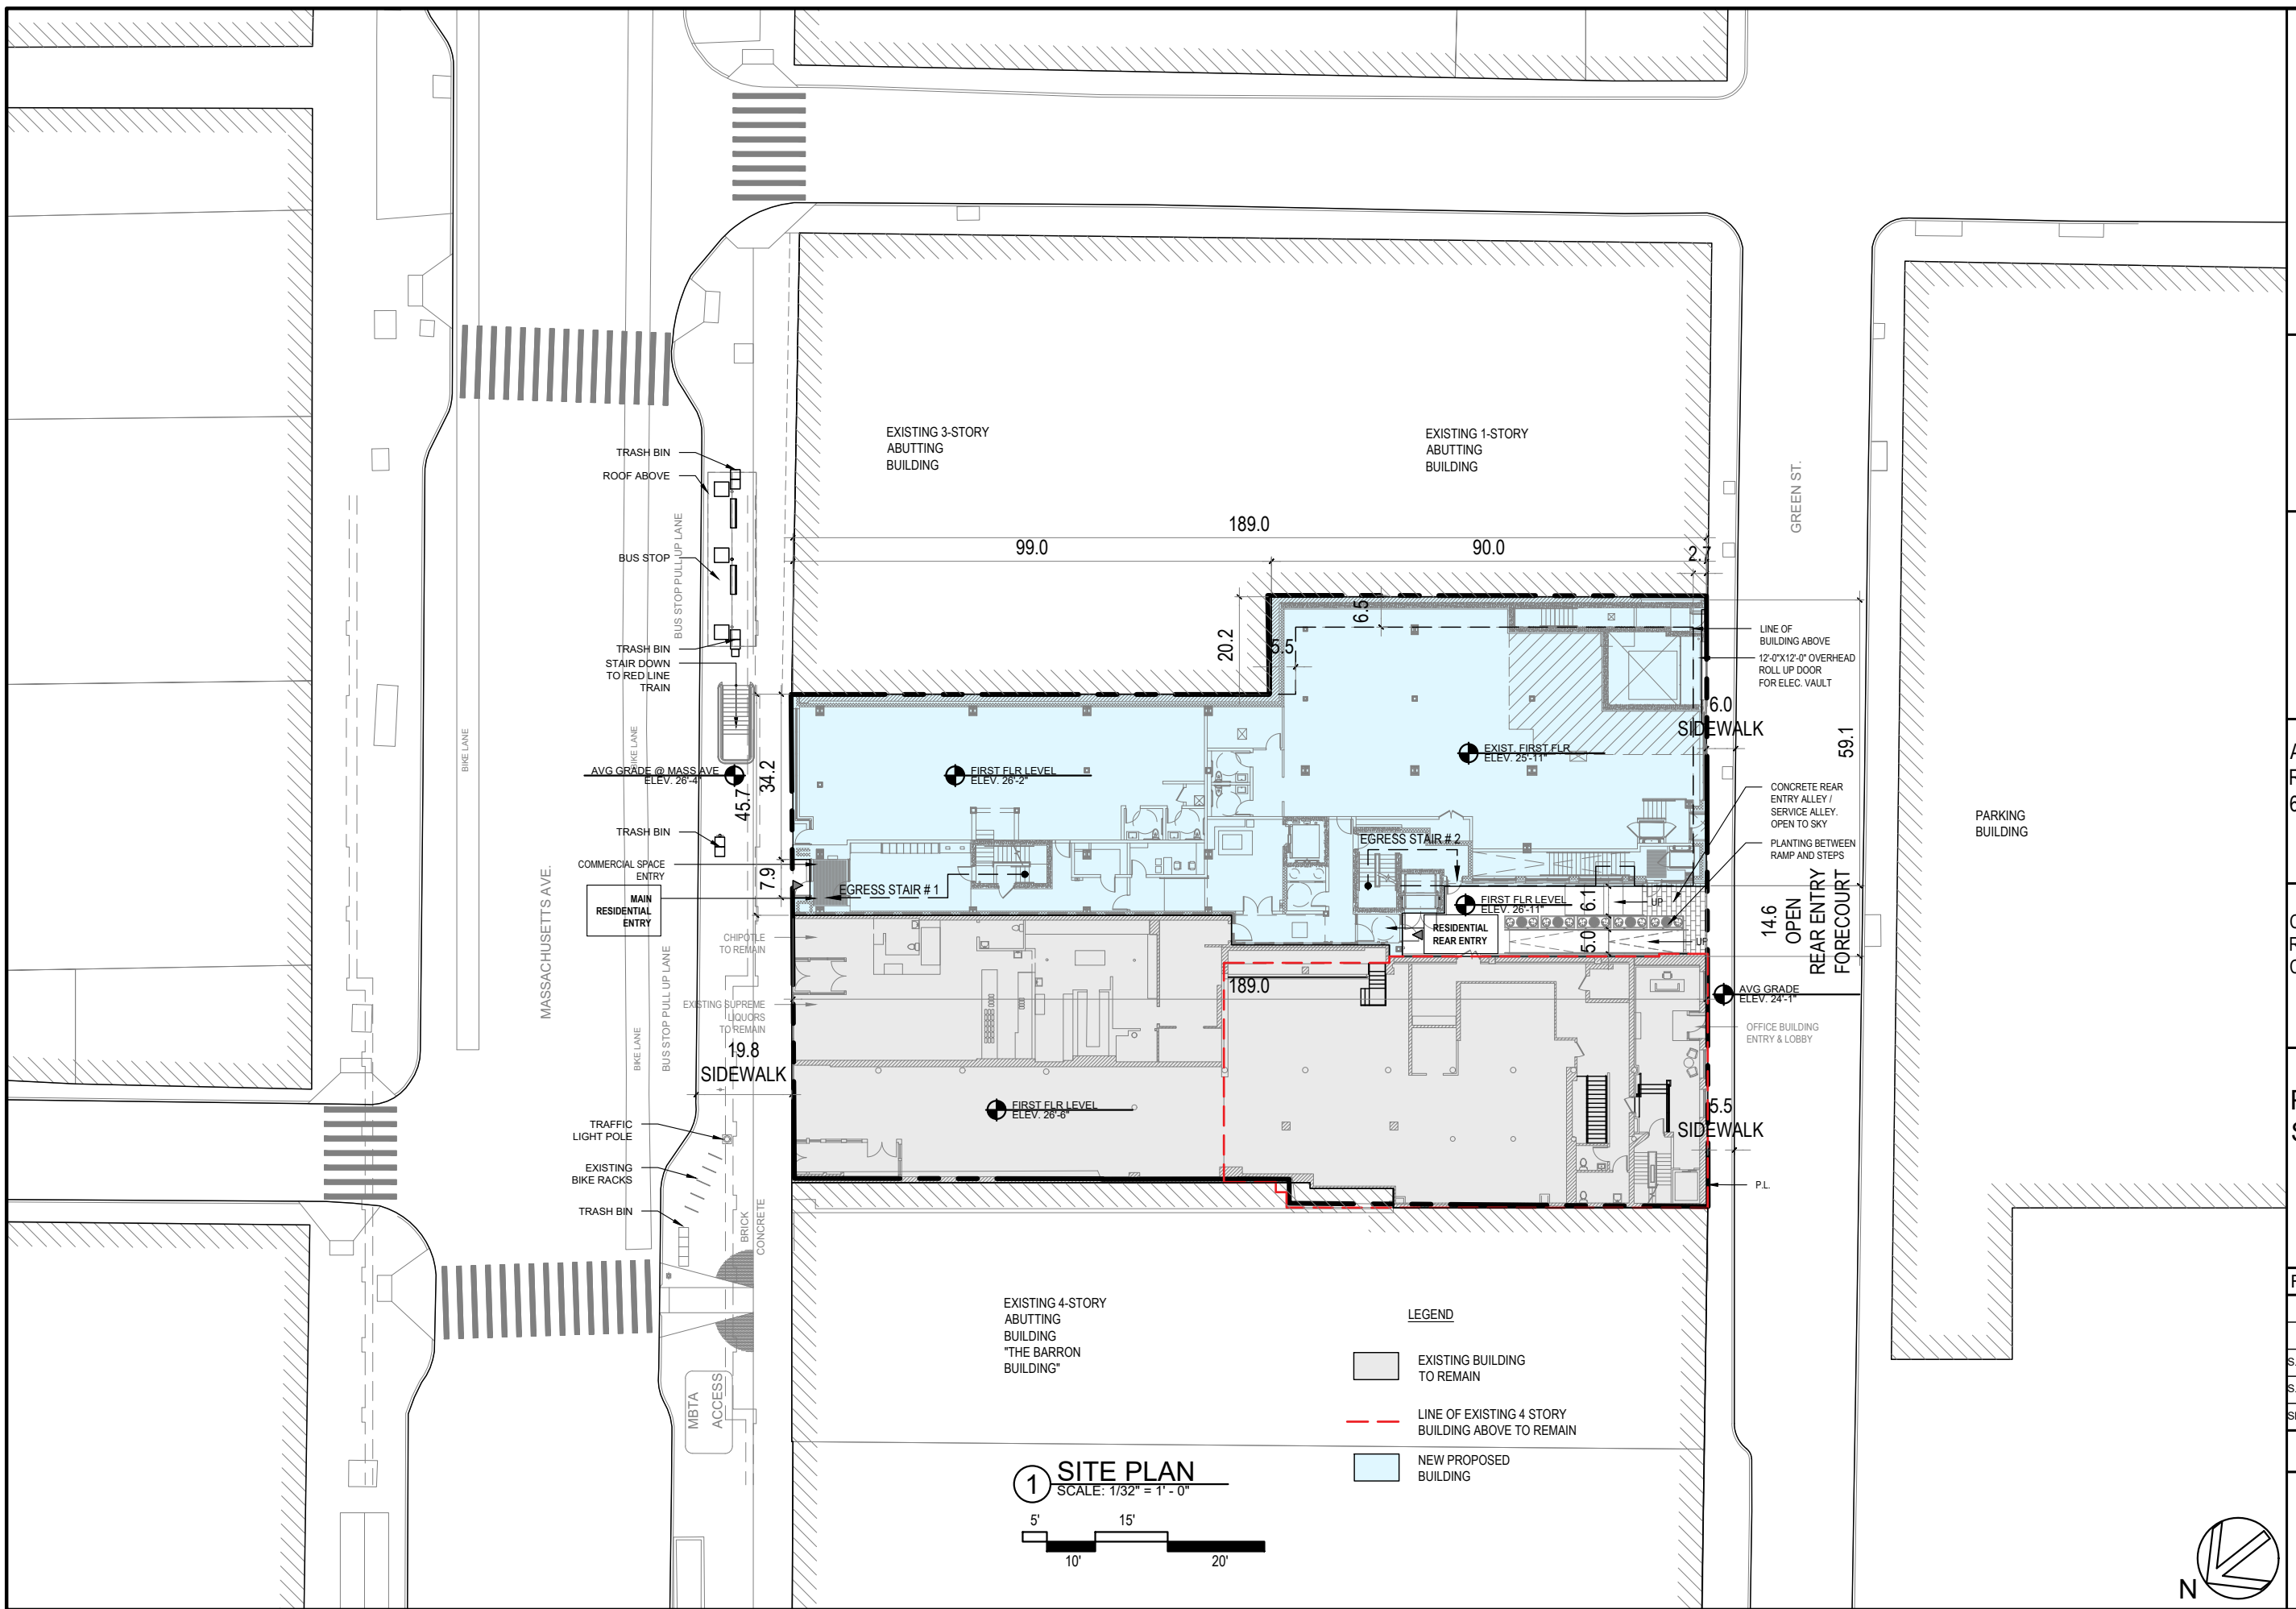 EXISTING 3-STORY
ABUTTING
BUILDING
EXISTING 1-STORY
ABUTTING
BUILDING
TRASH BIN
ROOF ABOVE
BUS STOP
TRASH BIN
STAIR DOWN
TO RED LINE
TRAIN
BUS STOP PULL UP LANE
BIKE LANE
BIKE LANE
GREEN ST.
189.0
99.0
90.0
2.7
20.2
5.5
6.5
LINE OF
BUILDING ABOVE
12'-0"X12'-0" OVERHEAD
ROLL UP DOOR
FOR ELEC. VAULT
6.0
SIDEWALK
59.1
AVG GRADE @ MASS AVE
ELEV. 26'-4"
45.7
34.2
7.9
FIRST FLR LEVEL
ELEV. 26'-2"
EXIST. FIRST FLR
ELEV. 25'-11"
TRASH BIN
COMMERCIAL SPACE
ENTRY
MAIN
RESIDENTIAL
ENTRY
EGRESS STAIR # 1
EGRESS STAIR # 2
CONCRETE REAR
ENTRY ALLEY /
SERVICE ALLEY.
OPEN TO SKY
PLANTING BETWEEN
RAMP AND STEPS
PARKING
BUILDING
FIRST FLR LEVEL
ELEV. 26'-11"
6.1
UP
5.0
UP
RESIDENTIAL
REAR ENTRY
14.6
OPEN
REAR ENTRY
FORECOURT
MASSACHUSETTS AVE.
CHIPOTLE
TO REMAIN
EXISTING SUPREME
LIQUORS
TO REMAIN
BIKE LANE
BUS STOP PULL UP LANE
19.8
SIDEWALK
189.0
AVG GRADE
ELEV. 24'-1"
OFFICE BUILDING
ENTRY & LOBBY
FIRST FLR LEVEL
ELEV. 26'-6"
5.5
SIDEWALK
P.L.
TRAFFIC
LIGHT POLE
EXISTING
BIKE RACKS
TRASH BIN
BRICK
CONCRETE
MBTA
ACCESS
EXISTING 4-STORY
ABUTTING
BUILDING
"THE BARRON
BUILDING"
LEGEND
EXISTING BUILDING
TO REMAIN
LINE OF EXISTING 4 STORY
BUILDING ABOVE TO REMAIN
NEW PROPOSED
BUILDING
1
SITE PLAN
SCALE: 1/32" = 1' - 0"
5'
15'
10'
20'
N